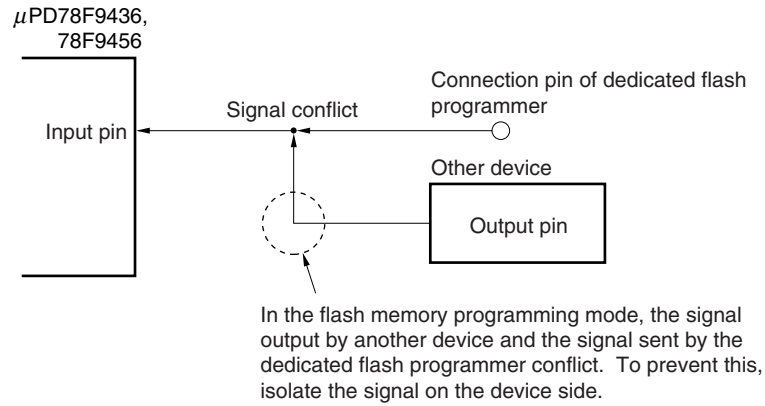 μPD78F9436,
78F9456
Connection pin of dedicated flash
programmer
Signal conflict
Input pin
Other device
Output pin
In the flash memory programming mode, the signal
output by another device and the signal sent by the
dedicated flash programmer conflict.  To prevent this,
isolate the signal on the device side.